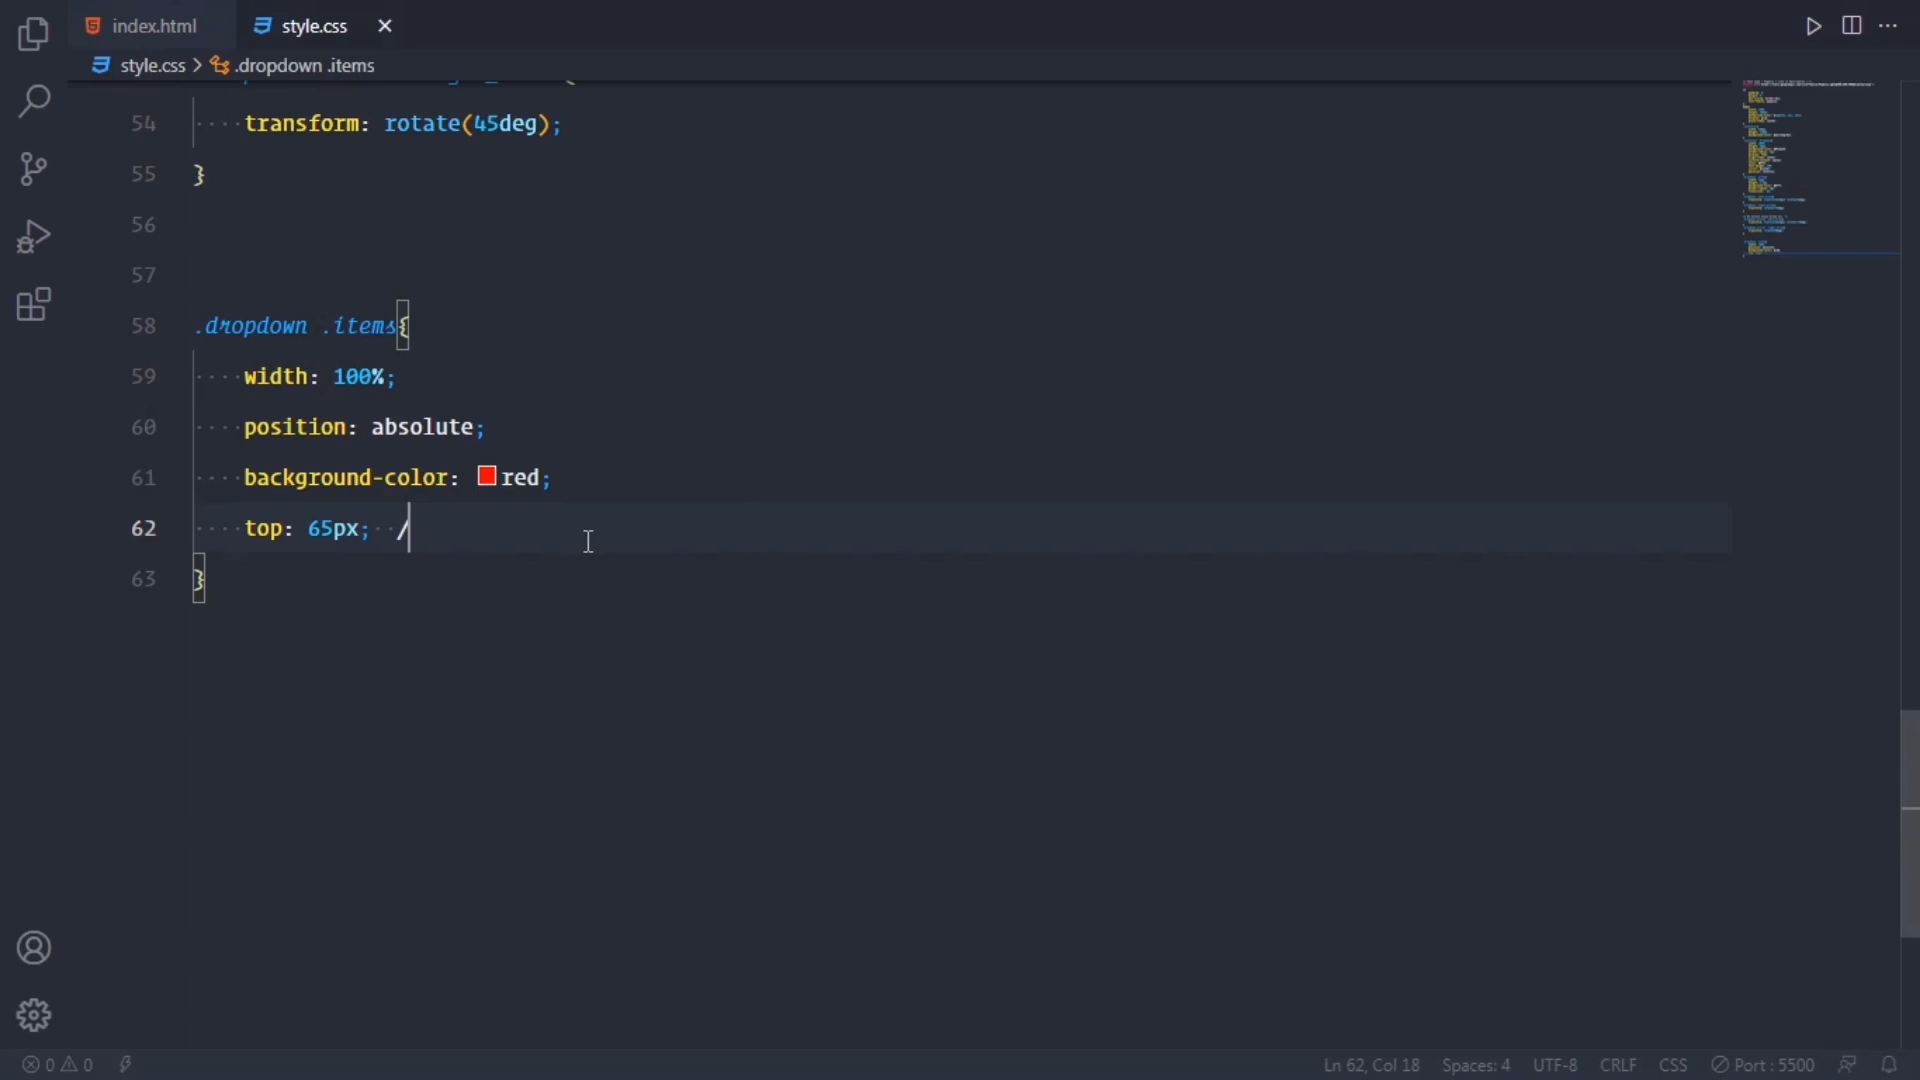 index.html
style.css
style.css > .dropdown .items
54 transform: rotate(45deg);
55 }
56
57
58 .dropdown .items{
59 width: 100%;
60 position: absolute;
61 background-color: red;
62 top: 65px; /
63 }
0 0
Ln 62, Col 18 Spaces: 4 UTF-8 CRLF CSS Port : 5500